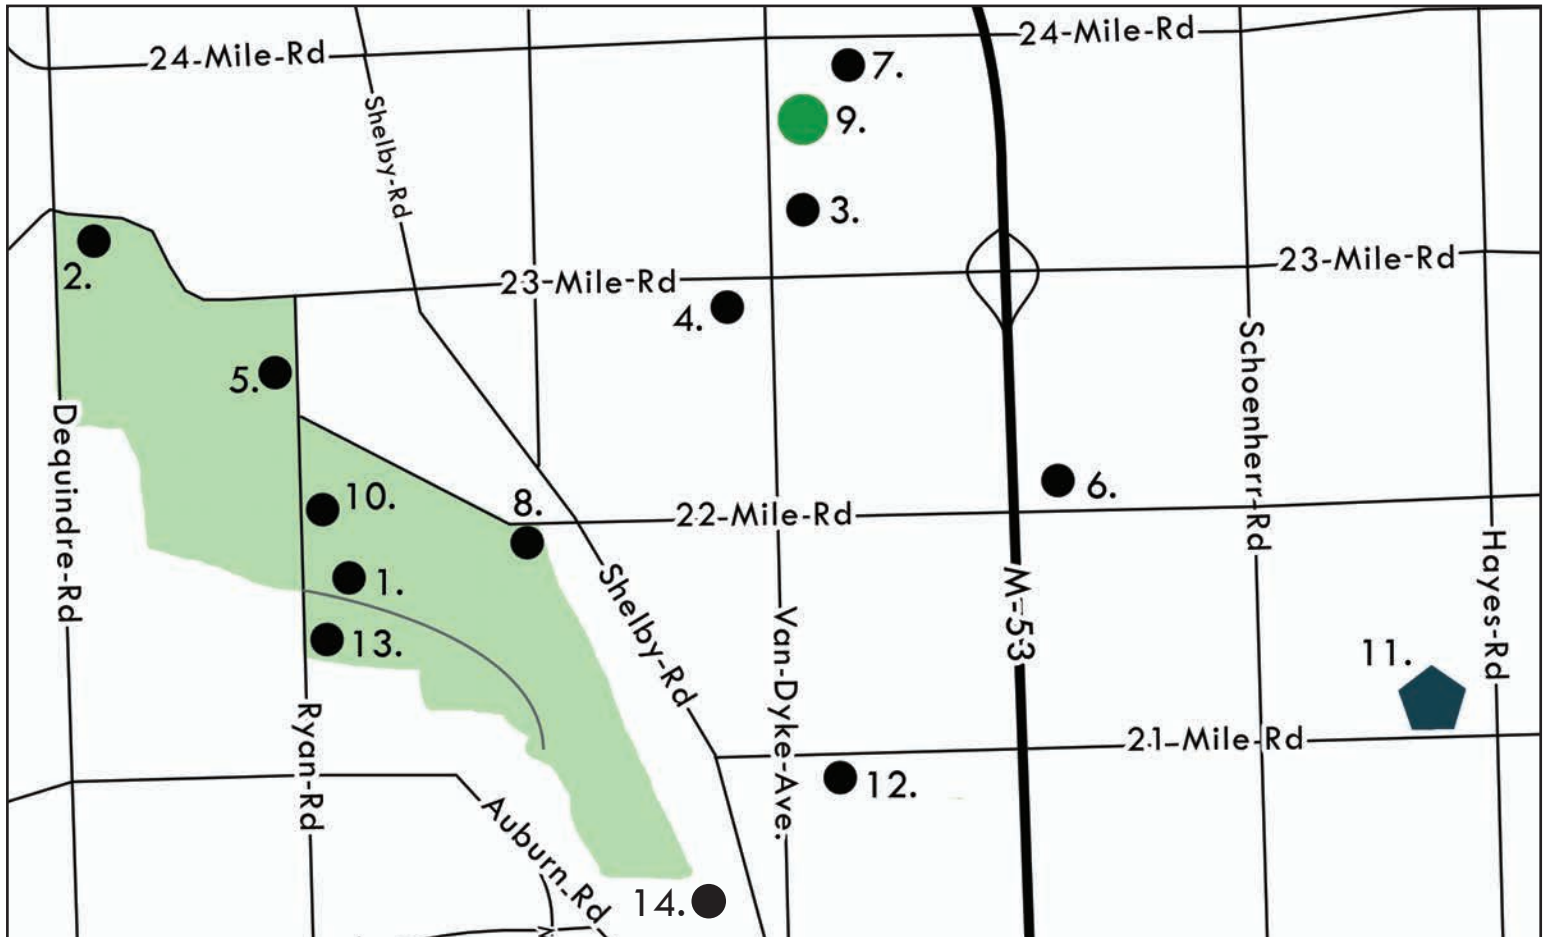 24-Mile-Rd
24-Mile-Rd
7.
Shelby-Rd
9.
3.
2.
23-Mile-Rd
23-Mile-Rd
4.
5.
Schoenherr-Rd
Dequindre-Rd
10.
8.
6.
22-Mile-Rd
1.
Shelby-Rd
Van-Dyke-Ave.
M-53
Hayes-Rd
13.
11.
Ryan-Rd
21-Mile-Rd
12.
Auburn-Rd
14.